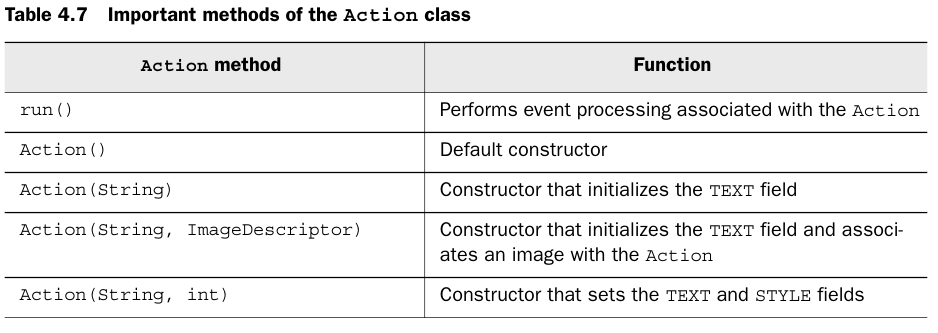 Table 4.7 Important methods of the Action class
Action method Function
run() Performs event processing associated with the Action
Action() Default constructor
Action(String) Constructor that initializes the TEXT field
Action(String, ImageDescriptor) Constructor that initializes the TEXT field and associ-
ates an image with the Action
Action(String, int) Constructor that sets the TEXT and STYLE fields